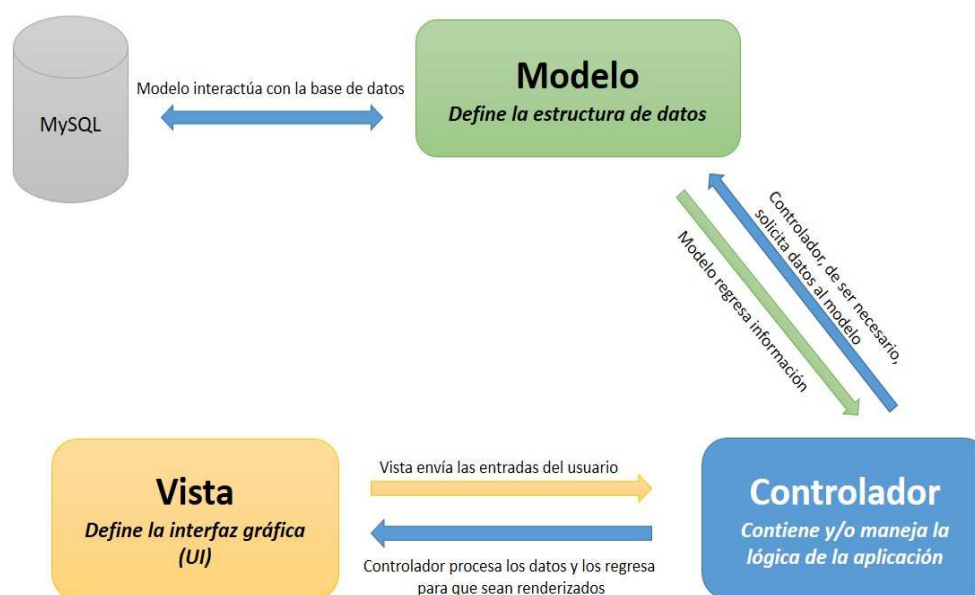 MySQL
Modelo interactúa con la base de datos
Modelo
Define la estructura de datos
Controlador, de ser necesario,
solicita datos al modelo
Modelo regresa información
Vista
Define la interfaz gráfica
(UI)
Vista envía las entradas del usuario
Controlador procesa los datos y los regresa
para que sean renderizados
Controlador
Contiene y/o maneja la
lógica de la aplicación